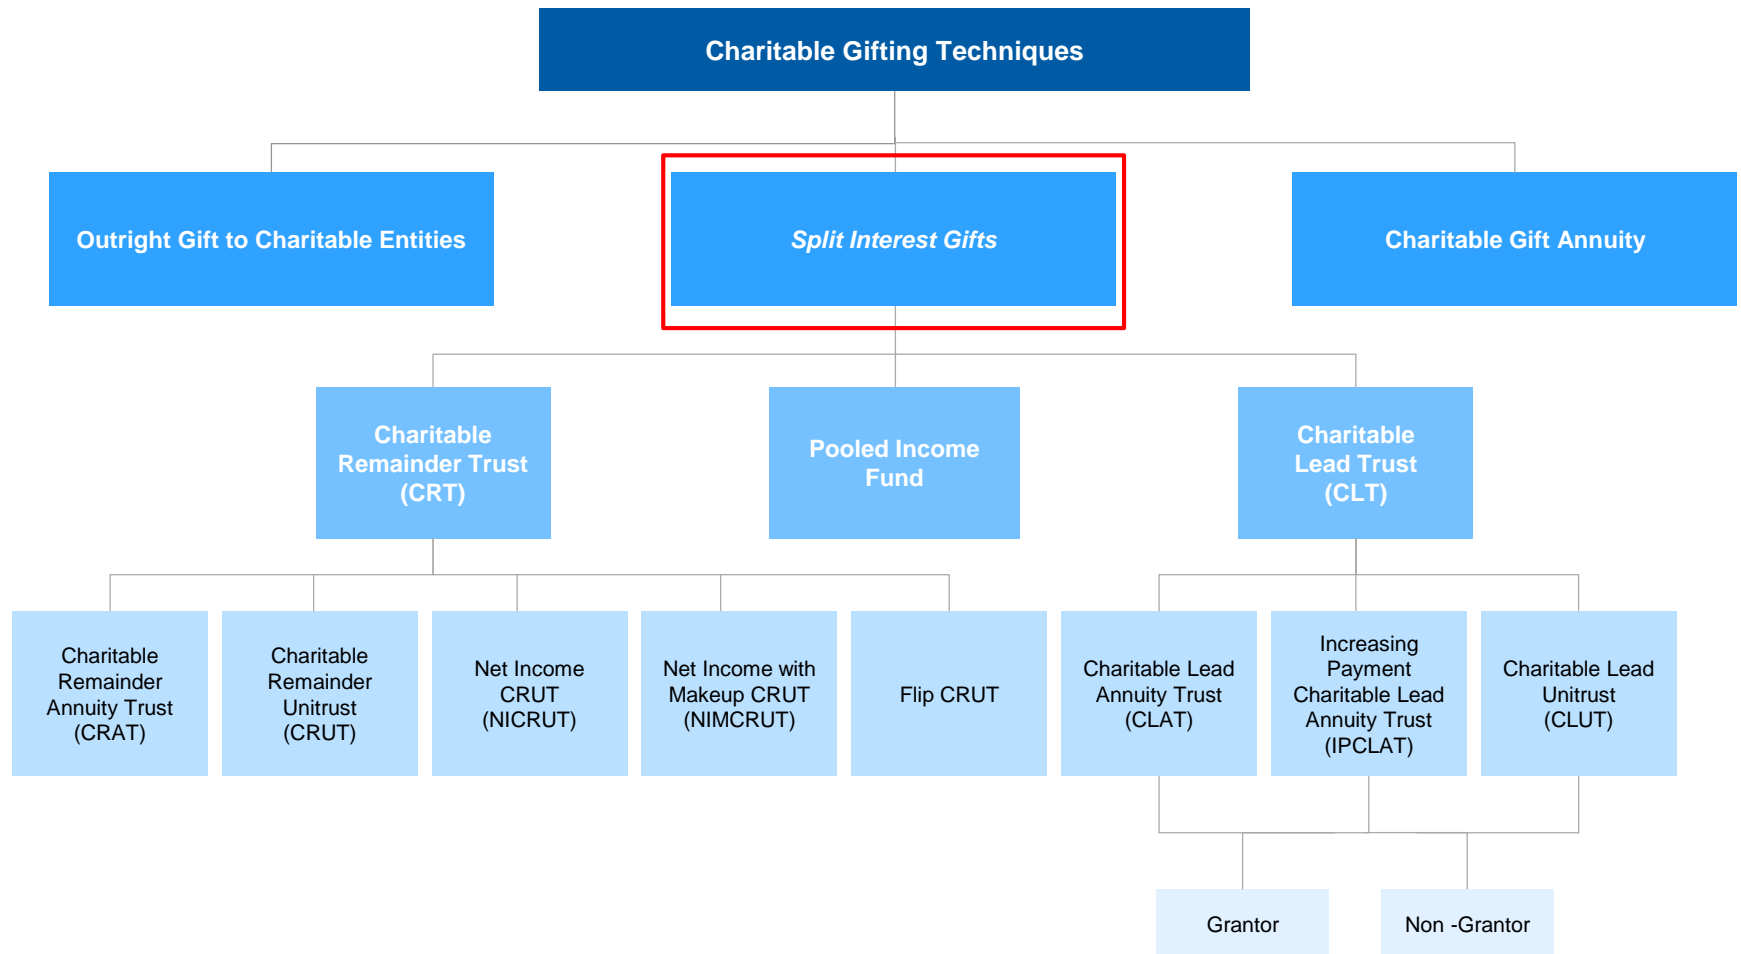 Charitable Gifting Techniques
Outright Gift to Charitable Entities
Split Interest Gifts
Charitable Gift Annuity
Charitable
Remainder Trust
(CRT)
Pooled Income
Fund
Charitable
Lead Trust
(CLT)
Charitable
Remainder
Annuity Trust
(CRAT)
Charitable
Remainder
Unitrust
(CRUT)
Net Income
CRUT
(NICRUT)
Net Income with
Makeup CRUT
(NIMCRUT)
Flip CRUT
Charitable Lead
Annuity Trust
(CLAT)
Increasing
Payment
Charitable Lead
Annuity Trust
(IPCLAT)
Charitable Lead
Unitrust
(CLUT)
Grantor
Non -Grantor